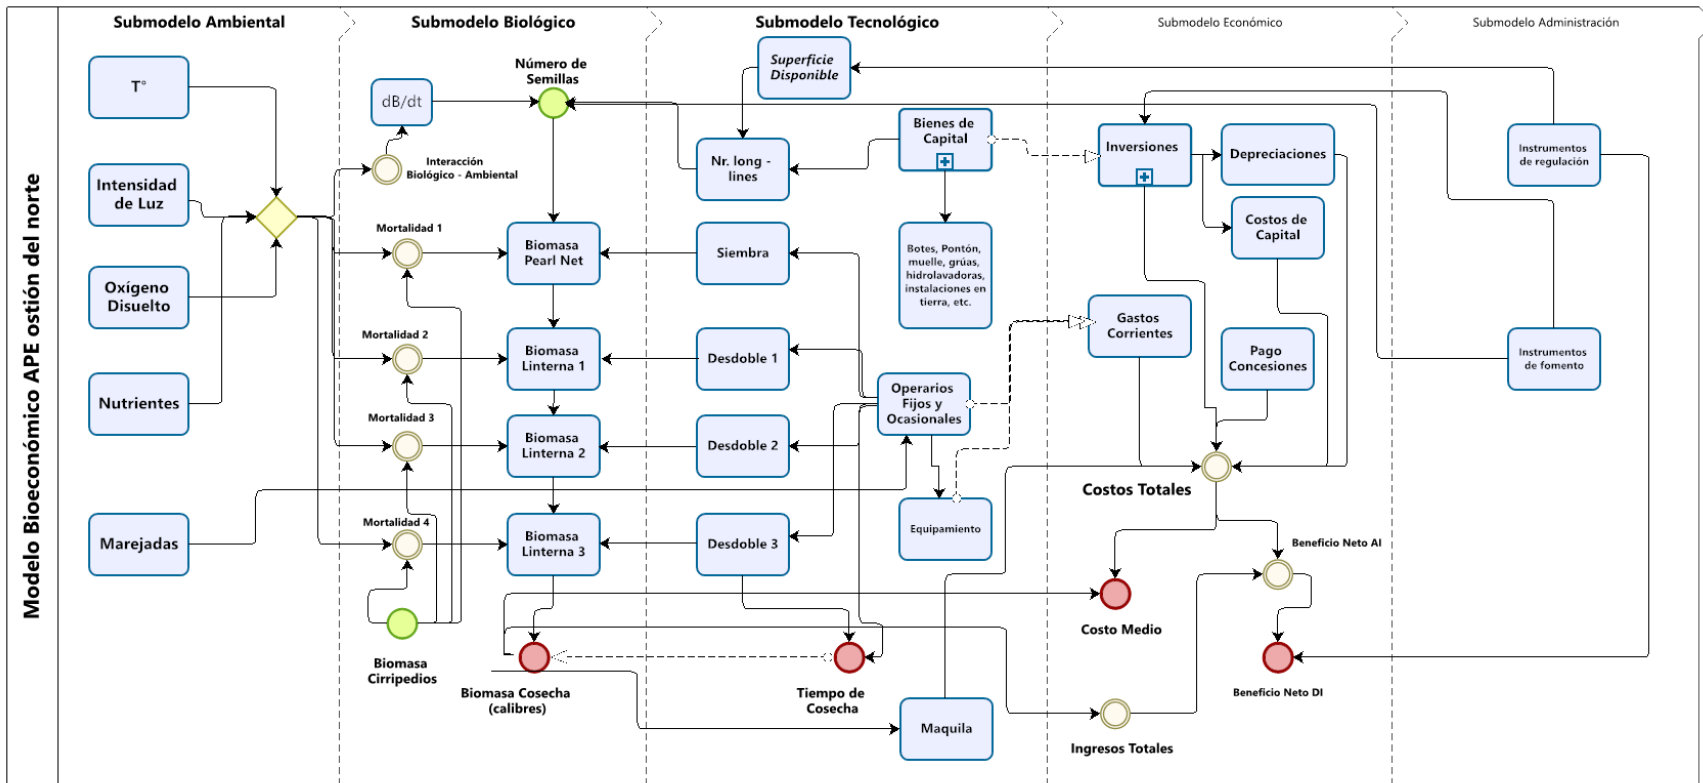 Modelo Bioeconómico APE ostión del norte
Submodelo Ambiental
Submodelo Biológico
Submodelo Tecnológico
Submodelo Económico
Submodelo Administración
T°
Intensidad
de Luz
Oxígeno
Disuelto
Nutrientes
Marejadas
dB/dt
Número de
Semillas
Interacción
Biológico - Ambiental
Mortalidad 1
Mortalidad 2
Mortalidad 3
Mortalidad 4
Biomasa
Pearl Net
Biomasa
Linterna 1
Biomasa
Linterna 2
Biomasa
Linterna 3
Biomasa
Cirripedios
Biomasa Cosecha
(calibres)
Superficie
Disponible
Nr. long -
lines
Bienes de
Capital
Siembra
Botes, Pontón,
muelle, grúas,
hidrolavadoras,
instalaciones en
tierra, etc.
Desdoble 1
Operarios
Fijos y
Ocasionales
Desdoble 2
Desdoble 3
Equipamiento
Tiempo de
Cosecha
Maquila
Inversiones
Depreciaciones
Costos de
Capital
Gastos
Corrientes
Pago
Concesiones
Costos Totales
Beneficio Neto AI
Costo Medio
Beneficio Neto DI
Ingresos Totales
Instrumentos
de regulación
Instrumentos
de fomento